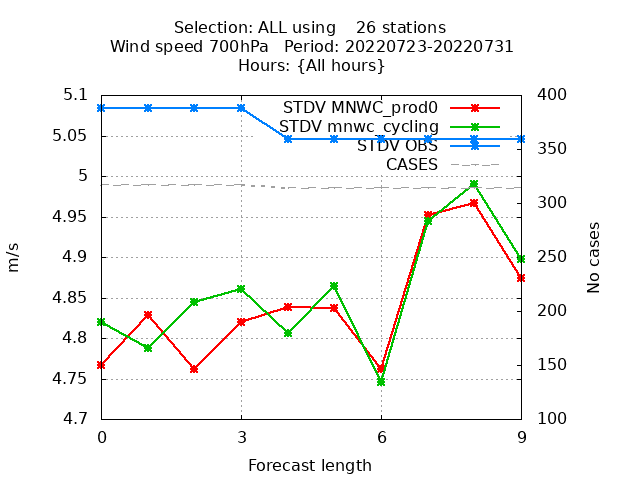 Selection: ALL using    26 stations
Wind speed 700hPa   Period: 20220723-20220731
Hours: {All hours}
5.1
5.05
5
4.95
4.9
4.85
4.8
4.75
4.7
m/s
STDV MNWC_prod0
STDV mnwc_cycling
STDV OBS
CASES
400
350
300
250
200
150
100
No cases
0 3 6 9
Forecast length